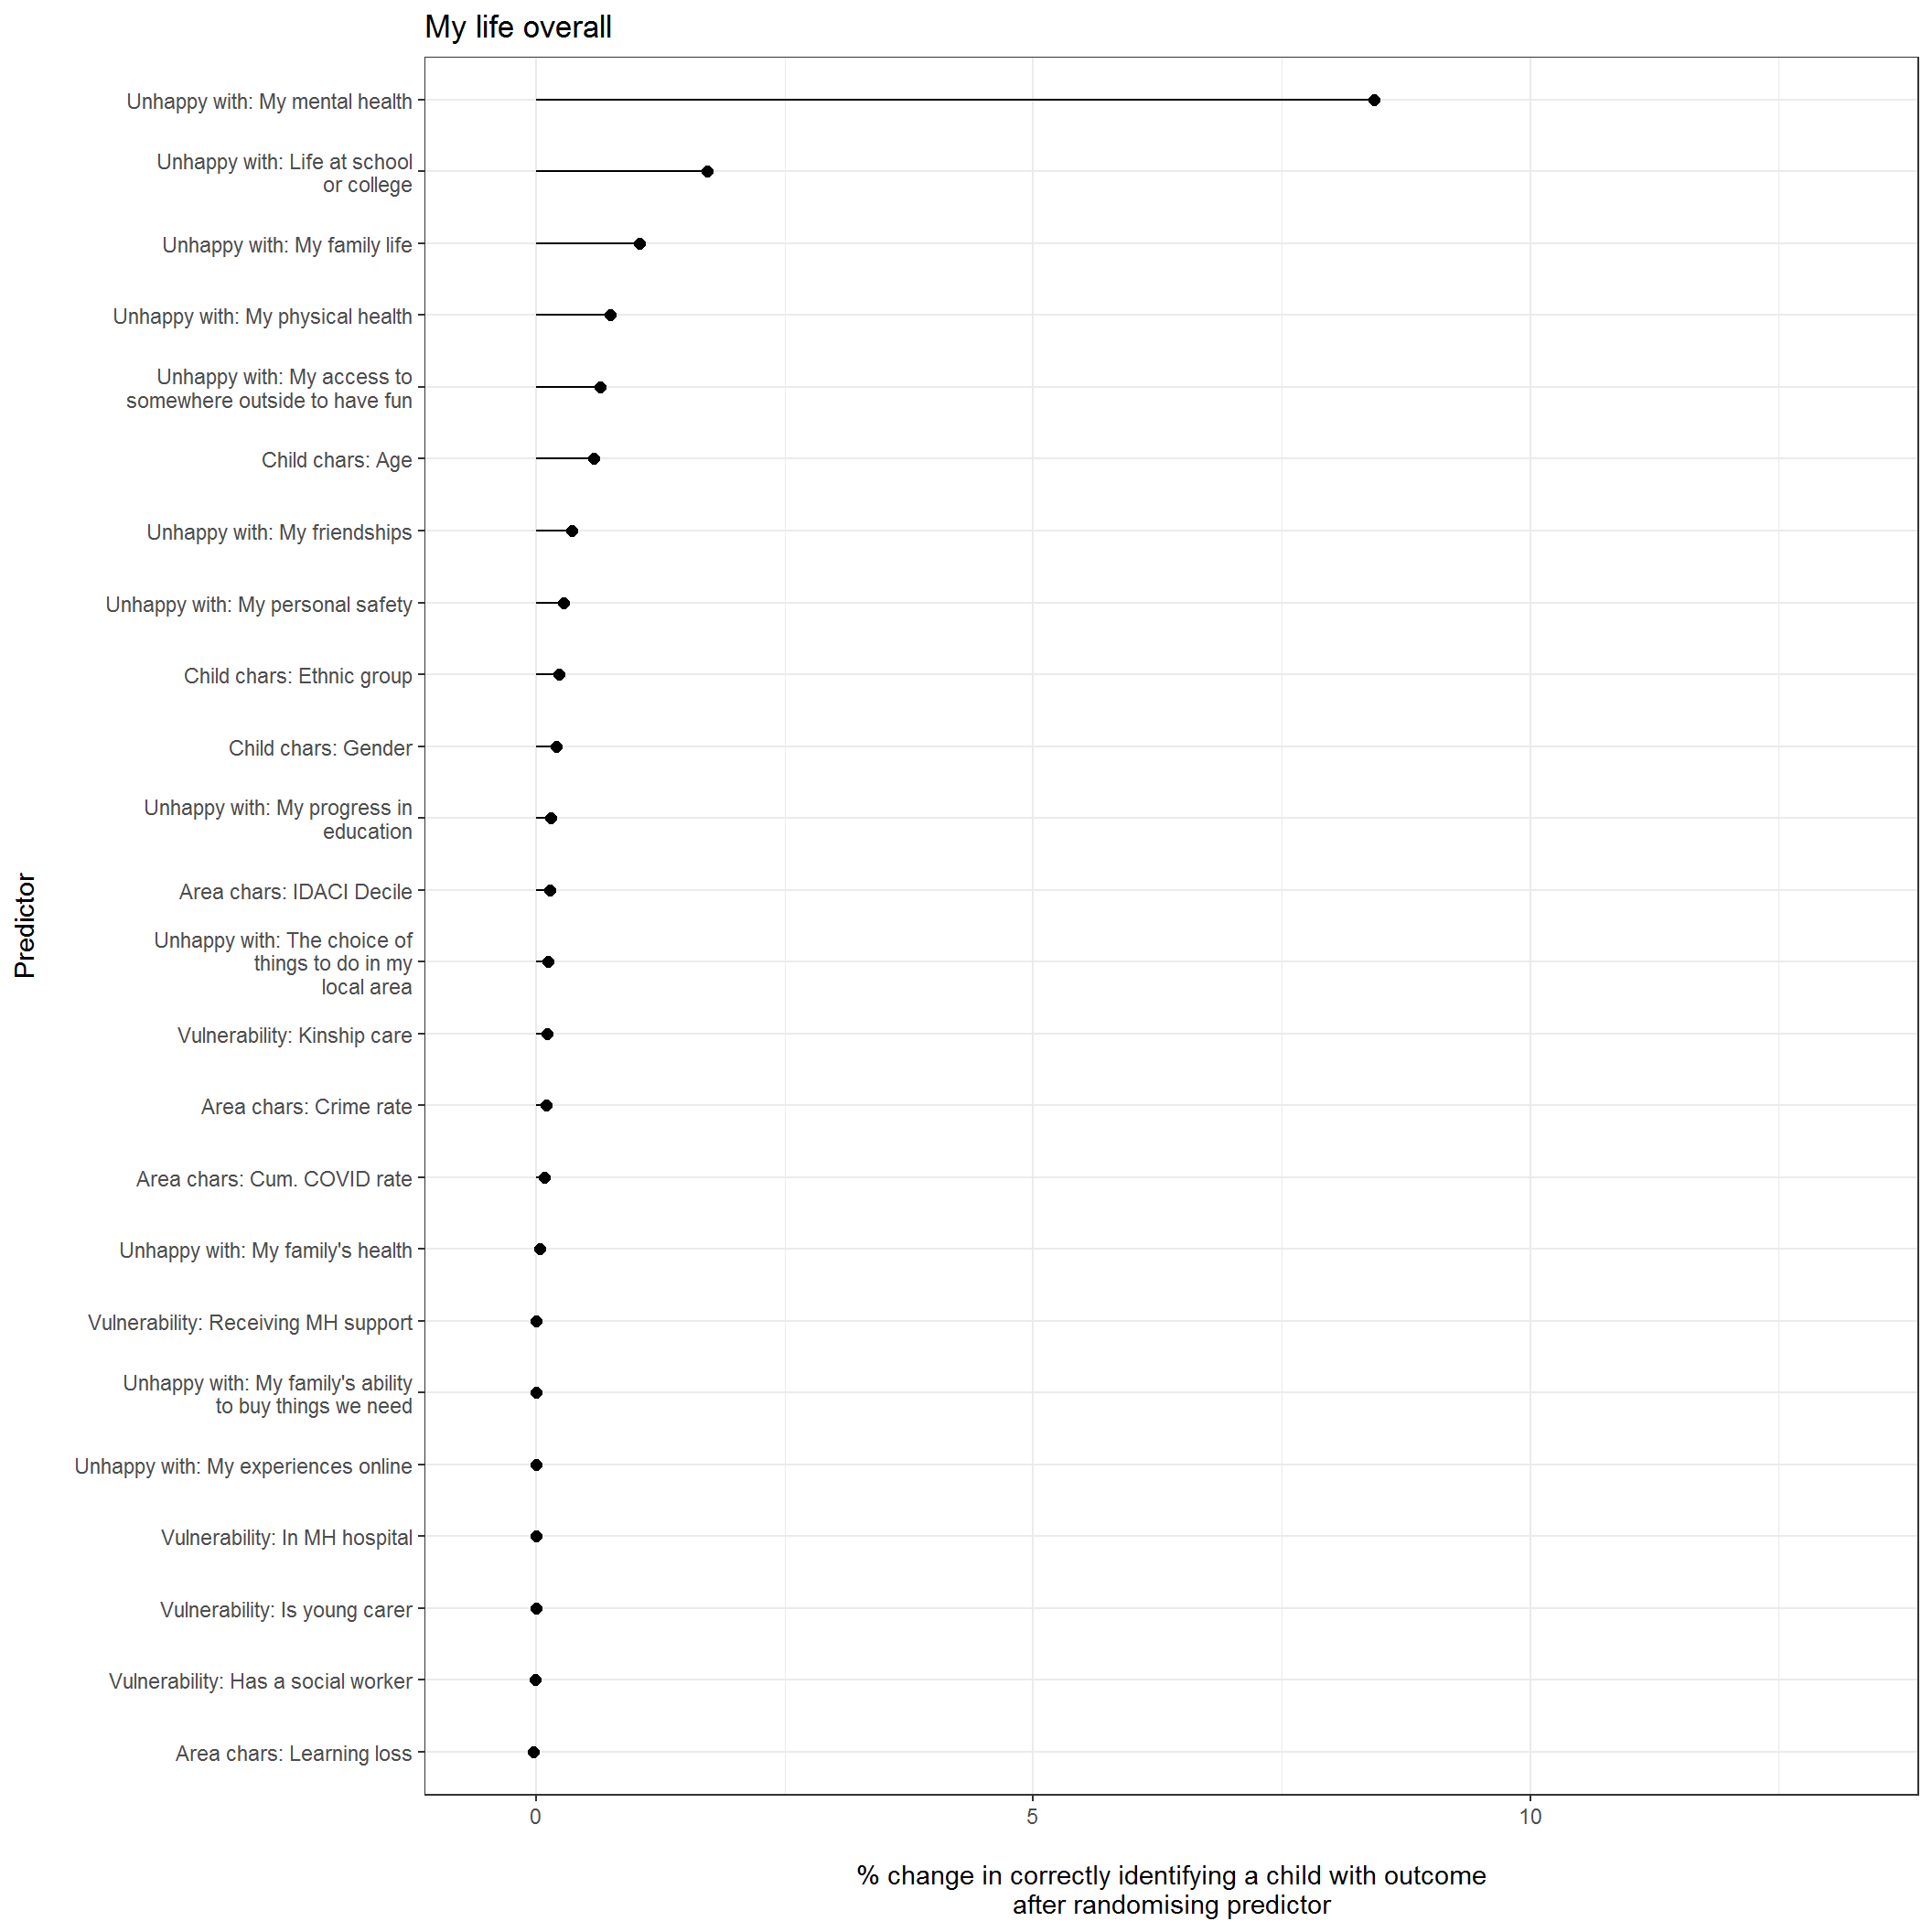 My life overall
Unhappy with: My mental health
Unhappy with: Life at school
or college
Unhappy with: My family life
Unhappy with: My physical health
Unhappy with: My access to
somewhere outside to have fun
Child chars: Age
Unhappy with: My friendships
Unhappy with: My personal safety
Child chars: Ethnic group
Child chars: Gender
Unhappy with: My progress in
education
Area chars: IDACI Decile
Unhappy with: The choice of
things to do in my
local area
Vulnerability: Kinship care
Area chars: Crime rate
Area chars: Cum. COVID rate
Unhappy with: My family's health
Vulnerability: Receiving MH support
Unhappy with: My family's ability
to buy things we need
Unhappy with: My experiences online
Vulnerability: In MH hospital
Vulnerability: Is young carer
Vulnerability: Has a social worker
Area chars: Learning loss
Predictor
0
5
10
% change in correctly identifying a child with outcome
after randomising predictor